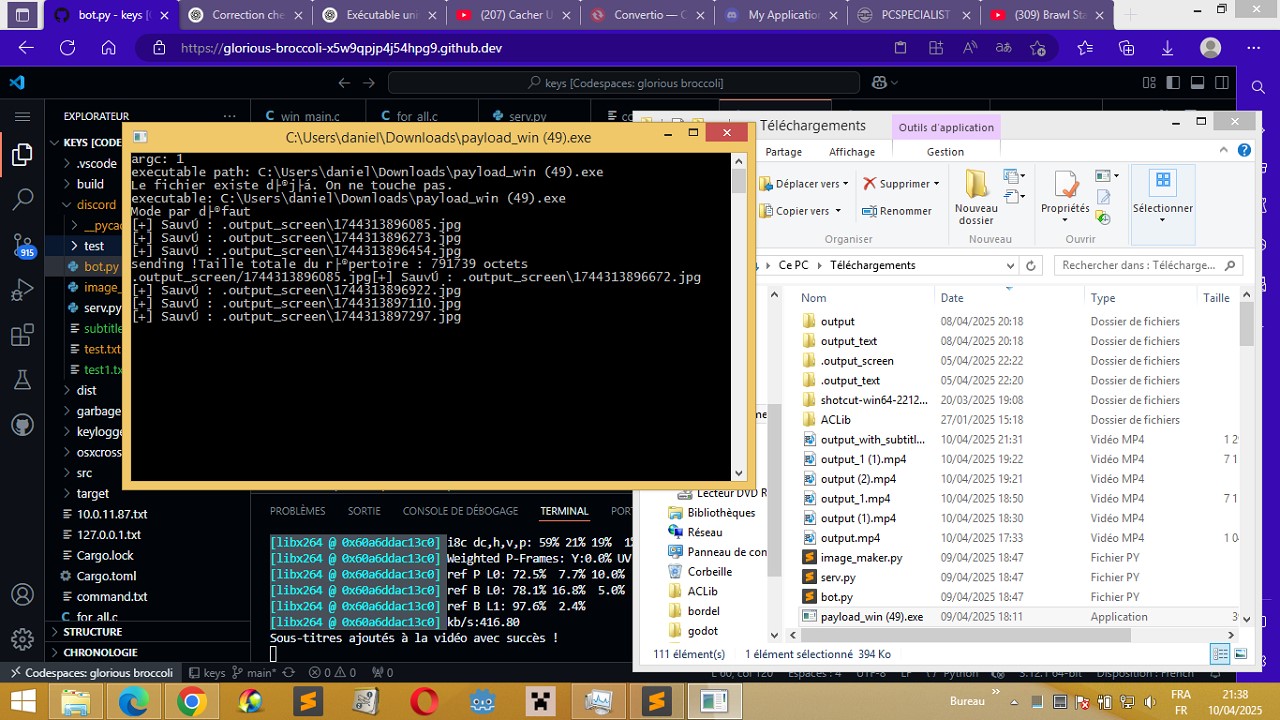 bot.py - keys [
Correction che
Exécutable uni
(207) Cacher U
Convertio — C
My Application
PCSPECIALIST
(309) Brawl Sta
https://glorious-broccoli-x5w9qpjp4j54hpg9.github.dev
keys [Codespaces: glorious broccoli]
EXPLORATEUR
win_main.c
for_all.c
serv.py
KEYS [CODE
.vscode
build
discord
__pycac
test
bot.py
image_
serv.py
subtitle
test.txt
test1.tx
dist
garbage
keylogge
osxcross
src
target
10.0.11.87.txt
127.0.0.1.txt
Cargo.lock
Cargo.toml
command.txt
for_all.c
STRUCTURE
CHRONOLOGIE
915
C:\Users\daniel\Downloads\payload_win (49).exe
argc: 1
executable path: C:\Users\daniel\Downloads\payload_win (49).exe
Le fichier existe d├®j├á. On ne touche pas.
executable: C:\Users\daniel\Downloads\payload_win (49).exe
Mode par d├®faut
[+] SauvÚ : .output_screen\1744313896085.jpg
[+] SauvÚ : .output_screen\1744313896273.jpg
[+] SauvÚ : .output_screen\1744313896454.jpg
sending !Taille totale du r├®pertoire : 791739 octets
.output_screen/1744313896085.jpg[+] SauvÚ : .output_screen\1744313896672.jpg
[+] SauvÚ : .output_screen\1744313896922.jpg
[+] SauvÚ : .output_screen\1744313897110.jpg
[+] SauvÚ : .output_screen\1744313897297.jpg
PROBLÈMES
SORTIE
CONSOLE DE DÉBOGAGE
TERMINAL
PORT
[libx264 @ 0x60a6ddac13c0] i8c dc,h,v,p: 59% 21% 19% 1%
[libx264 @ 0x60a6ddac13c0] Weighted P-Frames: Y:0.0% UV
[libx264 @ 0x60a6ddac13c0] ref P L0: 72.5% 7.7% 10.0%
[libx264 @ 0x60a6ddac13c0] ref B L0: 78.1% 16.8% 5.0%
[libx264 @ 0x60a6ddac13c0] ref B L1: 97.6% 2.4%
[libx264 @ 0x60a6ddac13c0] kb/s:416.80
Sous-titres ajoutés à la vidéo avec succès !
Téléchargements
Outils d'application
Partage
Affichage
Gestion
Déplacer vers
Supprimer
Copier vers
Renommer
Nouveau
dossier
Propriétés
Sélectionner
Organiser
Nouveau
Ouvrir
Ce PC
Téléchargements
Rechercher dans : Télécharge...
Nom
Date
Type
Taille
output 08/04/2025 20:18 Dossier de fichiers
output_text 08/04/2025 20:18 Dossier de fichiers
.output_screen 05/04/2025 22:22 Dossier de fichiers
.output_text 05/04/2025 22:20 Dossier de fichiers
shotcut-win64-2212... 20/03/2025 19:08 Dossier de fichiers
ACLib 27/01/2025 15:18 Dossier de fichiers
output_with_subtitl... 10/04/2025 21:31 Vidéo MP4 1 2
output_1 (1).mp4 10/04/2025 19:22 Vidéo MP4 7 1
output (2).mp4 10/04/2025 19:21 Vidéo MP4
output_1.mp4 10/04/2025 18:50 Vidéo MP4 7 1
output (1).mp4 10/04/2025 18:30 Vidéo MP4
output.mp4 10/04/2025 17:33 Vidéo MP4 1 0
image_maker.py 09/04/2025 18:47 Fichier PY
serv.py 09/04/2025 18:47 Fichier PY
bot.py 09/04/2025 18:47 Fichier PY
payload_win (49).exe 09/04/2025 18:11 Application 3
Lecteur DVD R
Bibliothèques
Réseau
Panneau de con
Corbeille
ACLib
bordel
godot
111 élément(s)
1 élément sélectionné 394 Ko
Codespaces: glorious broccoli
keys
main*
0
0
0
Bureau
FRA
FR
21:38
10/04/2025